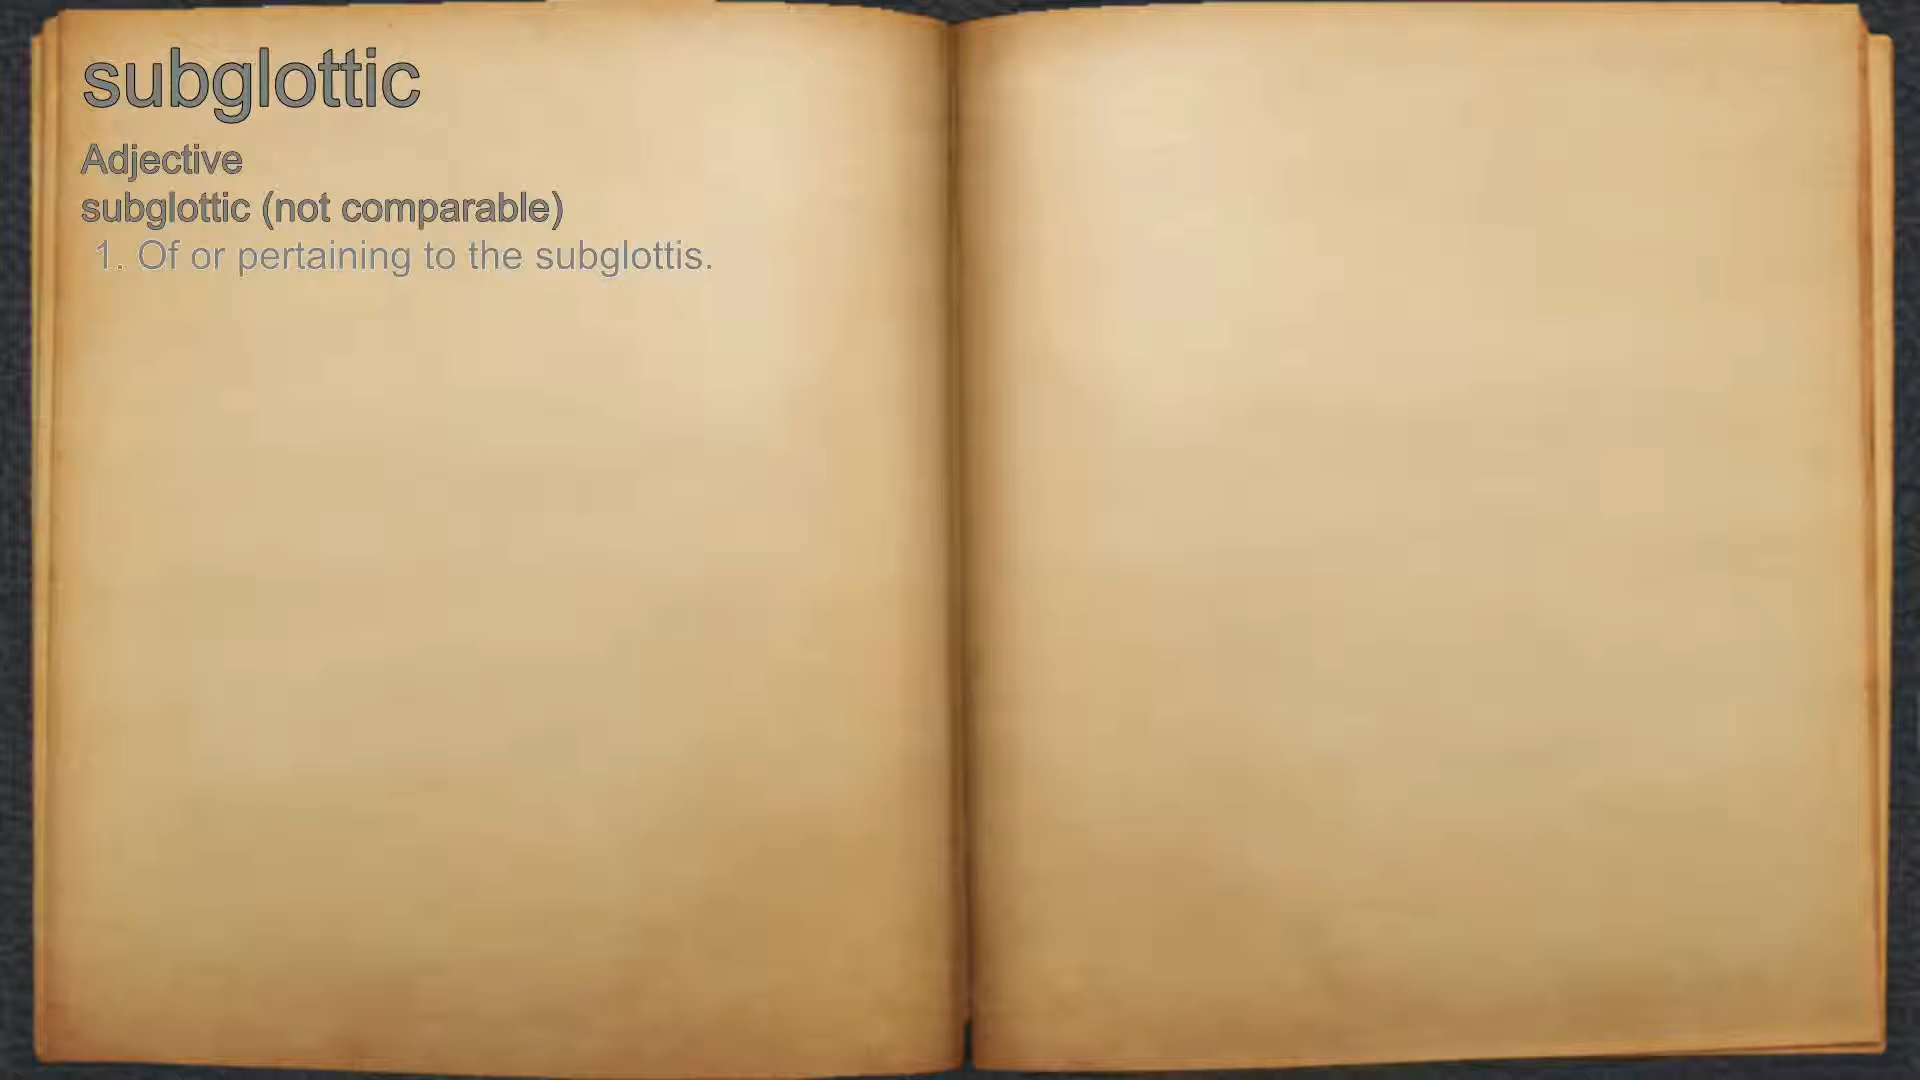 subglottic
Adjective
subglottic (not comparable)
1. Of or pertaining to the subglottis.